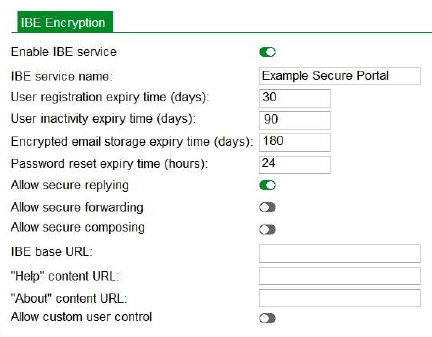 IBE Encryption
Enable IBE service
IBE service name: Example Secure Portal
User registration expiry time (days): 30
User inactivity expiry time (days): 90
Encrypted email storage expiry time (days): 180
Password reset expiry time (hours): 24
Allow secure replying
Allow secure forwarding
Allow secure composing
IBE base URL:
"Help" content URL:
"About" content URL:
Allow custom user control